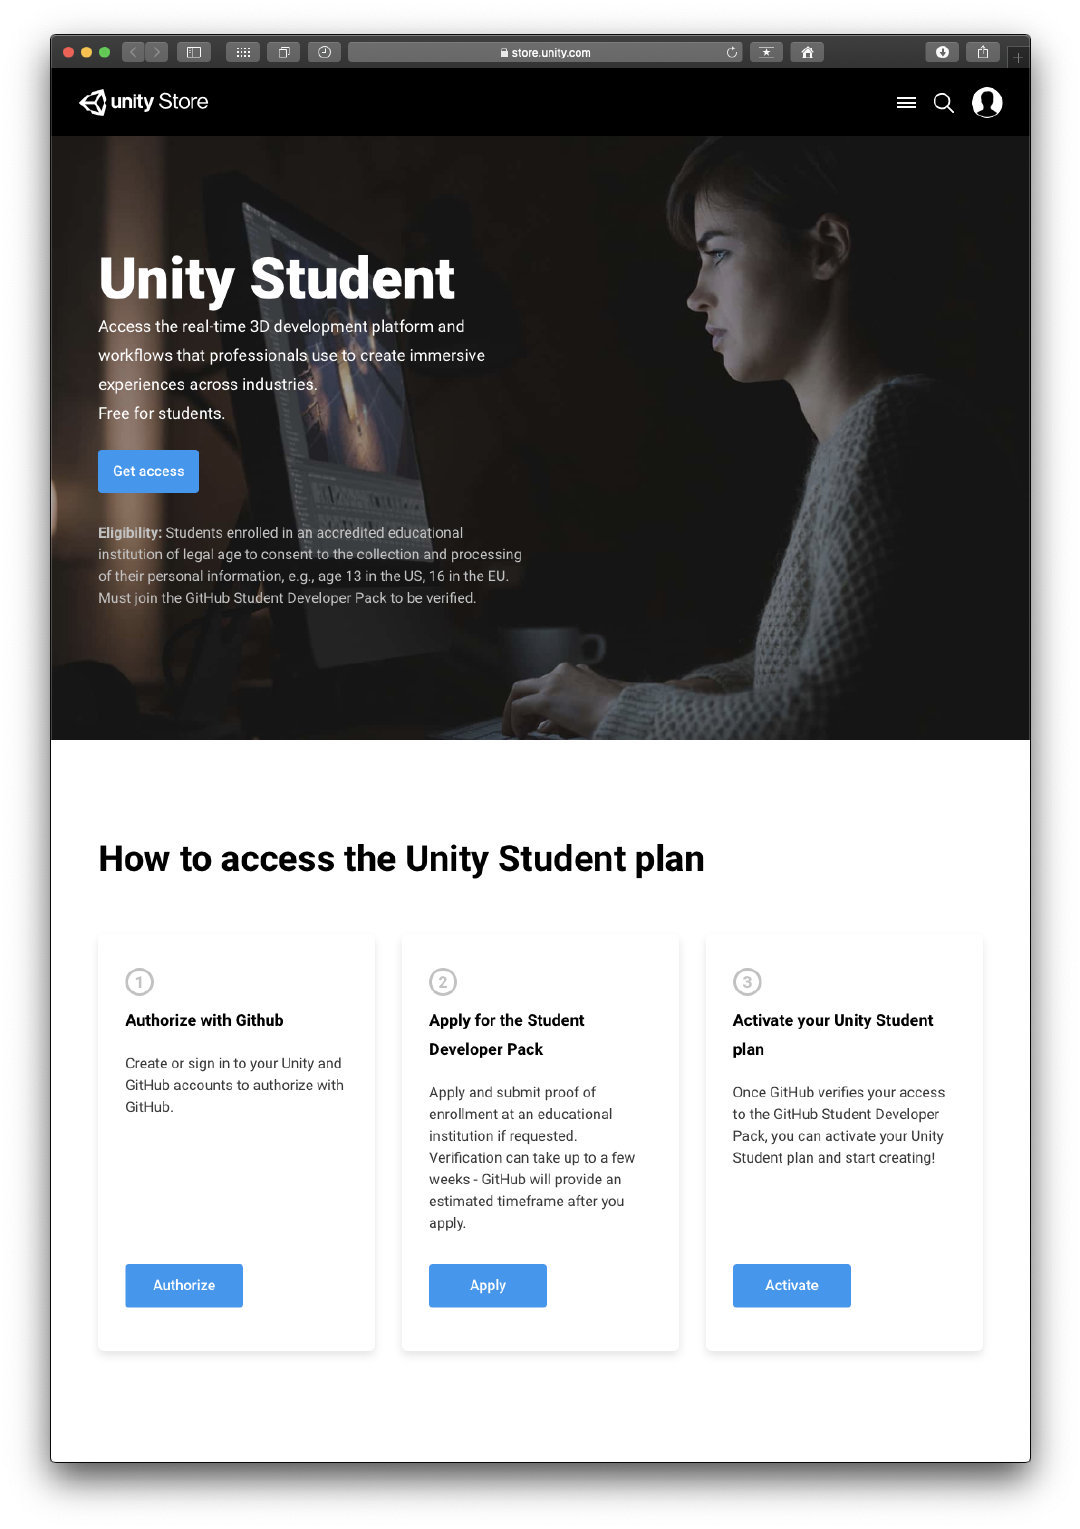 store.unity.com
unity Store
Unity Student
Access the real-time 3D development platform and
workflows that professionals use to create immersive
experiences across industries.
Free for students.
Get access
Eligibility: Students enrolled in an accredited educational
institution of legal age to consent to the collection and processing
of their personal information, e.g., age 13 in the US, 16 in the EU.
Must join the GitHub Student Developer Pack to be verified.
How to access the Unity Student plan
1
Authorize with Github
Create or sign in to your Unity and
GitHub accounts to authorize with
GitHub.
Authorize
2
Apply for the Student
Developer Pack
Apply and submit proof of
enrollment at an educational
institution if requested.
Verification can take up to a few
weeks - GitHub will provide an
estimated timeframe after you
apply.
Apply
3
Activate your Unity Student
plan
Once GitHub verifies your access
to the GitHub Student Developer
Pack, you can activate your Unity
Student plan and start creating!
Activate